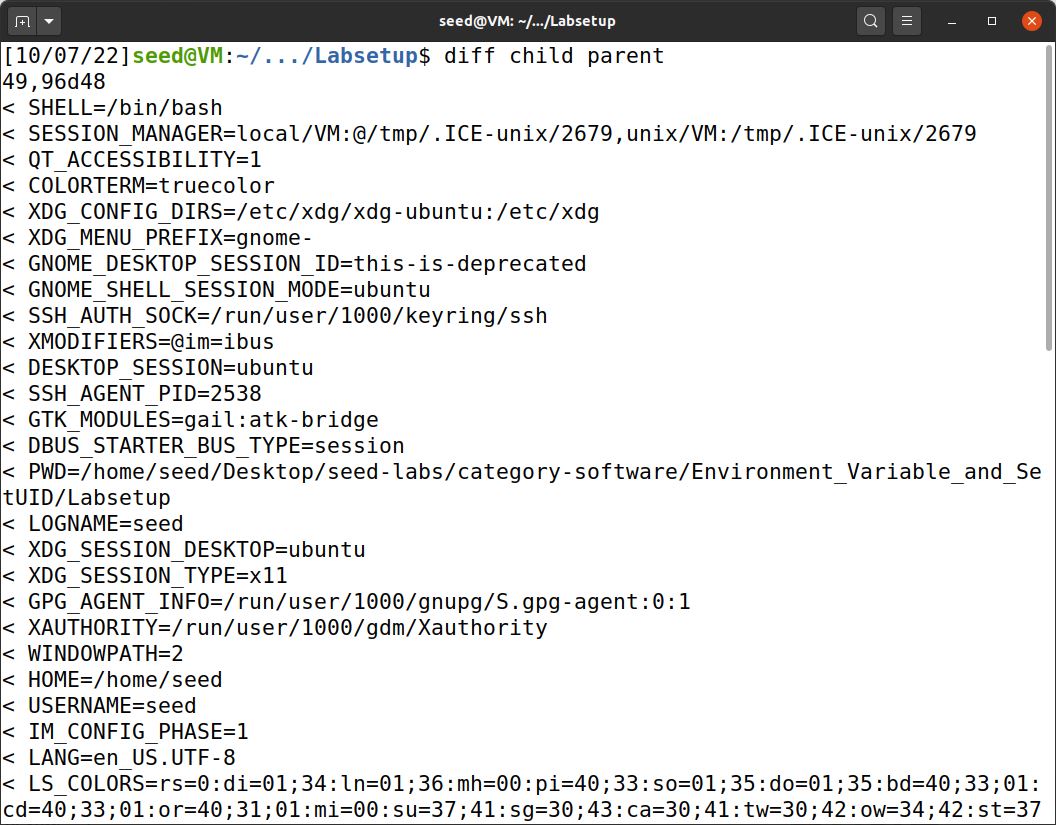 seed@VM: ~/.../Labsetup
[10/07/22]seed@VM:~/.../Labsetup$ diff child parent
49,96d48
< SHELL=/bin/bash
< SESSION_MANAGER=local/VM:@/tmp/.ICE-unix/2679,unix/VM:/tmp/.ICE-unix/2679
< QT_ACCESSIBILITY=1
< COLORTERM=truecolor
< XDG_CONFIG_DIRS=/etc/xdg/xdg-ubuntu:/etc/xdg
< XDG_MENU_PREFIX=gnome-
< GNOME_DESKTOP_SESSION_ID=this-is-deprecated
< GNOME_SHELL_SESSION_MODE=ubuntu
< SSH_AUTH_SOCK=/run/user/1000/keyring/ssh
< XMODIFIERS=@im=ibus
< DESKTOP_SESSION=ubuntu
< SSH_AGENT_PID=2538
< GTK_MODULES=gail:atk-bridge
< DBUS_STARTER_BUS_TYPE=session
< PWD=/home/seed/Desktop/seed-labs/category-software/Environment_Variable_and_Se
tUID/Labsetup
< LOGNAME=seed
< XDG_SESSION_DESKTOP=ubuntu
< XDG_SESSION_TYPE=x11
< GPG_AGENT_INFO=/run/user/1000/gnupg/S.gpg-agent:0:1
< XAUTHORITY=/run/user/1000/gdm/Xauthority
< WINDOWPATH=2
< HOME=/home/seed
< USERNAME=seed
< IM_CONFIG_PHASE=1
< LANG=en_US.UTF-8
< LS_COLORS=rs=0:di=01;34:ln=01;36:mh=00:pi=40;33:so=01;35:do=01;35:bd=40;33;01:
cd=40;33;01:or=40;31;01:mi=00:su=37;41:sg=30;43:ca=30;41:tw=30;42:ow=34;42:st=37